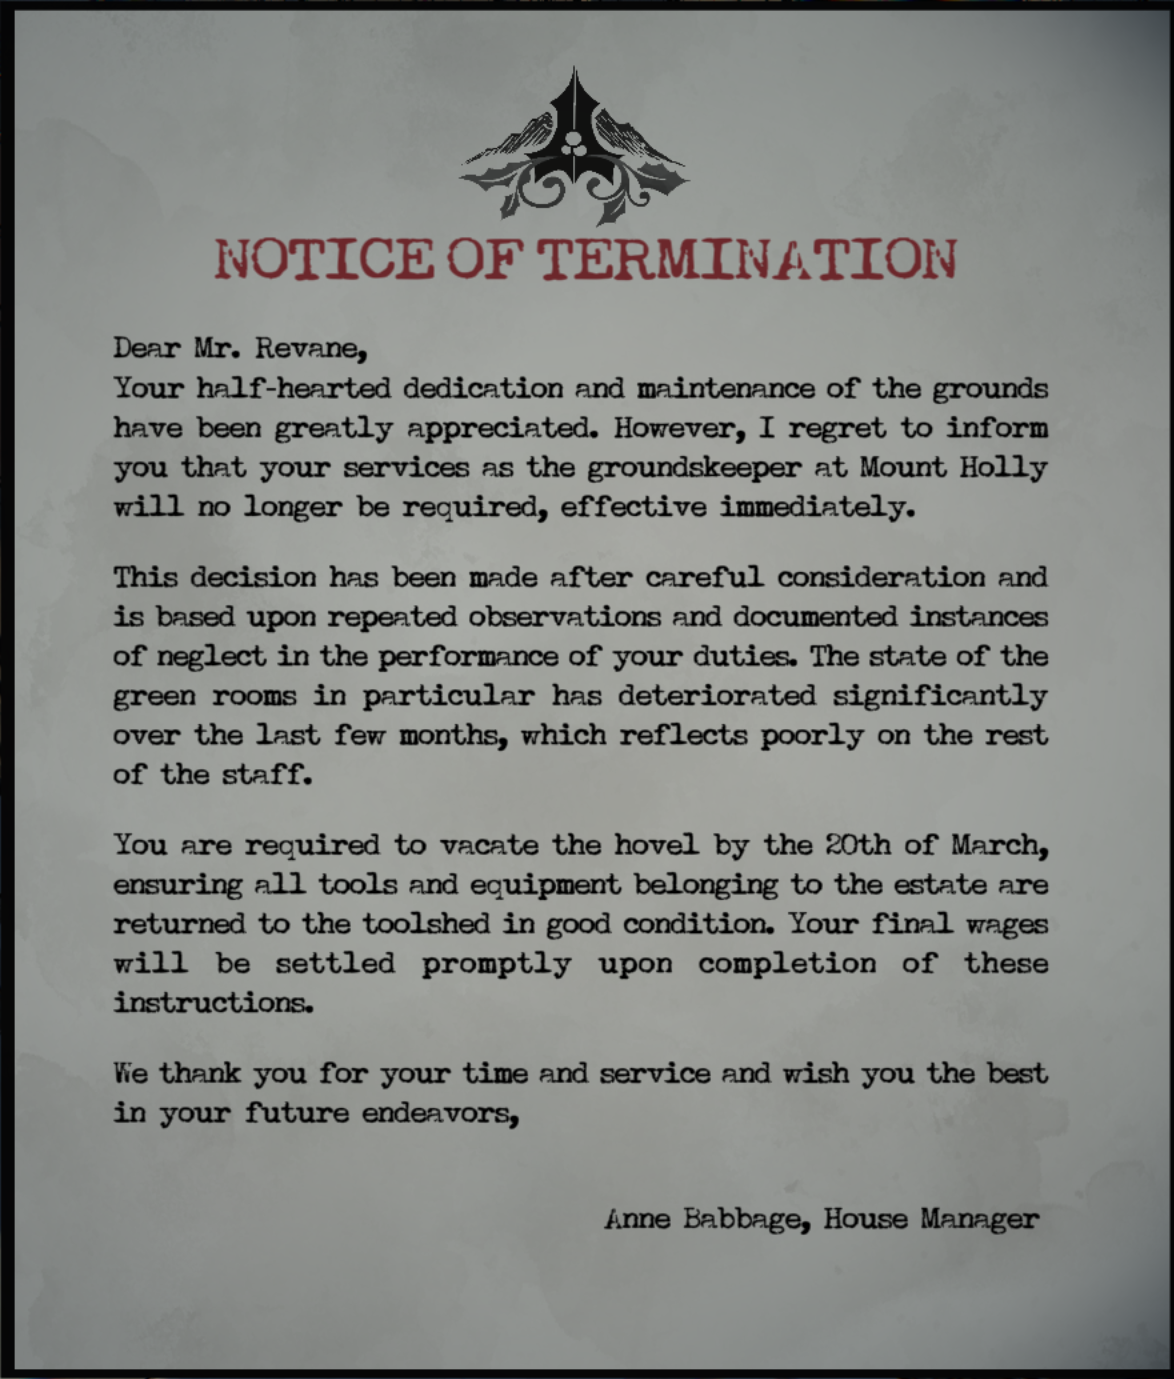 NOTICE OF TERMINATION
Dear Mr. Revane,
Your half-hearted dedication and maintenance of the grounds
have been greatly appreciated. However, I regret to inform
you that your services as the groundskeeper at Mount Holly
will no longer be required, effective immediately.
This decision has been made after careful consideration and
is based upon repeated observations and documented instances
of neglect in the performance of your duties. The state of the
green rooms in particular has deteriorated significantly
over the last few months, which reflects poorly on the rest
of the staff.
You are required to vacate the hovel by the 20th of March,
ensuring all tools and equipment belonging to the estate are
returned to the toolshed in good condition. Your final wages
will be settled promptly upon completion of these
instructions.
We thank you for your time and service and wish you the best
in your future endeavors,
Anne Babbage, House Manager